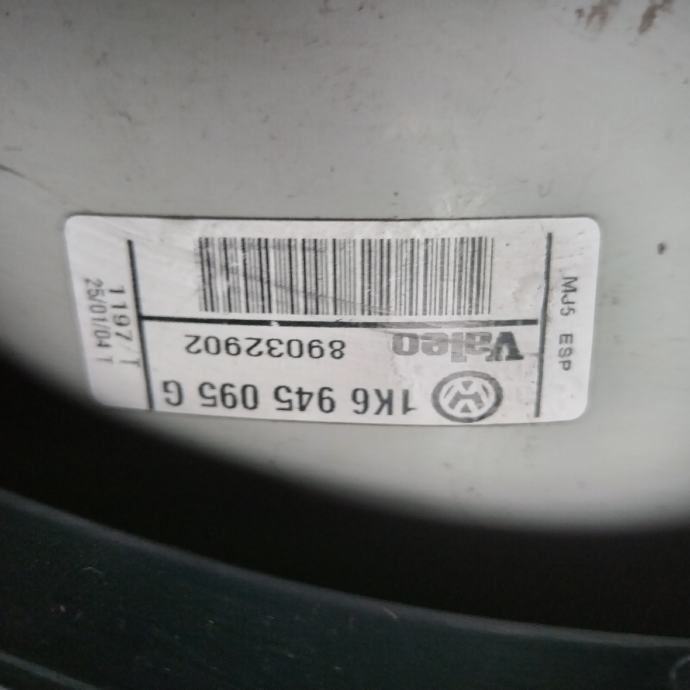 1K6 945 095 G
Valeo 89032902
MJ5 ESP
1197/T
25/01/04 T